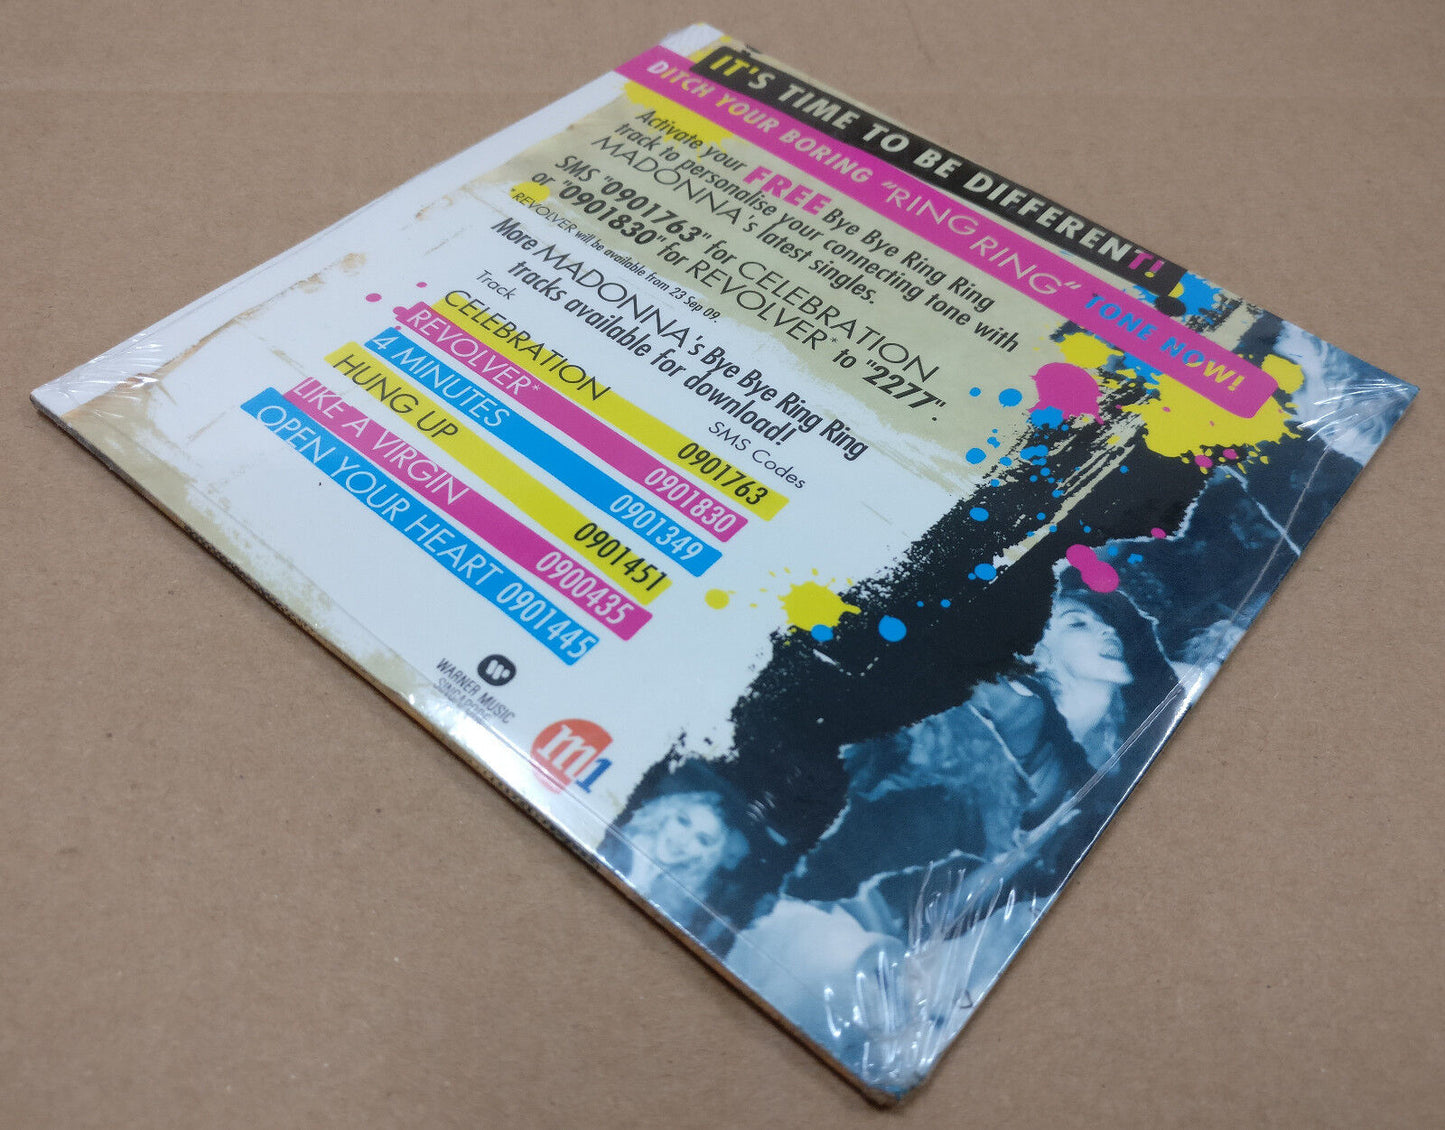 IT'S TIME TO BE DIFFERENT!
DITCH YOUR BORING "RING RING" TONE NOW!
Activate your FREE Bye Bye Ring Ring
track to personalise your connecting tone with
MADONNA's latest singles.
SMS "0901763" for CELEBRATION
or "0901830" for REVOLVER* to "2277".
*REVOLVER will be available from 23 Sep 09.
More MADONNA's Bye Bye Ring Ring
tracks available for download!
Track SMS Codes
CELEBRATION 0901763
REVOLVER* 0901830
4 MINUTES 0901349
HUNG UP 0901451
LIKE A VIRGIN 0900435
OPEN YOUR HEART 0901445
WARNER MUSIC
SINGAPORE
m1